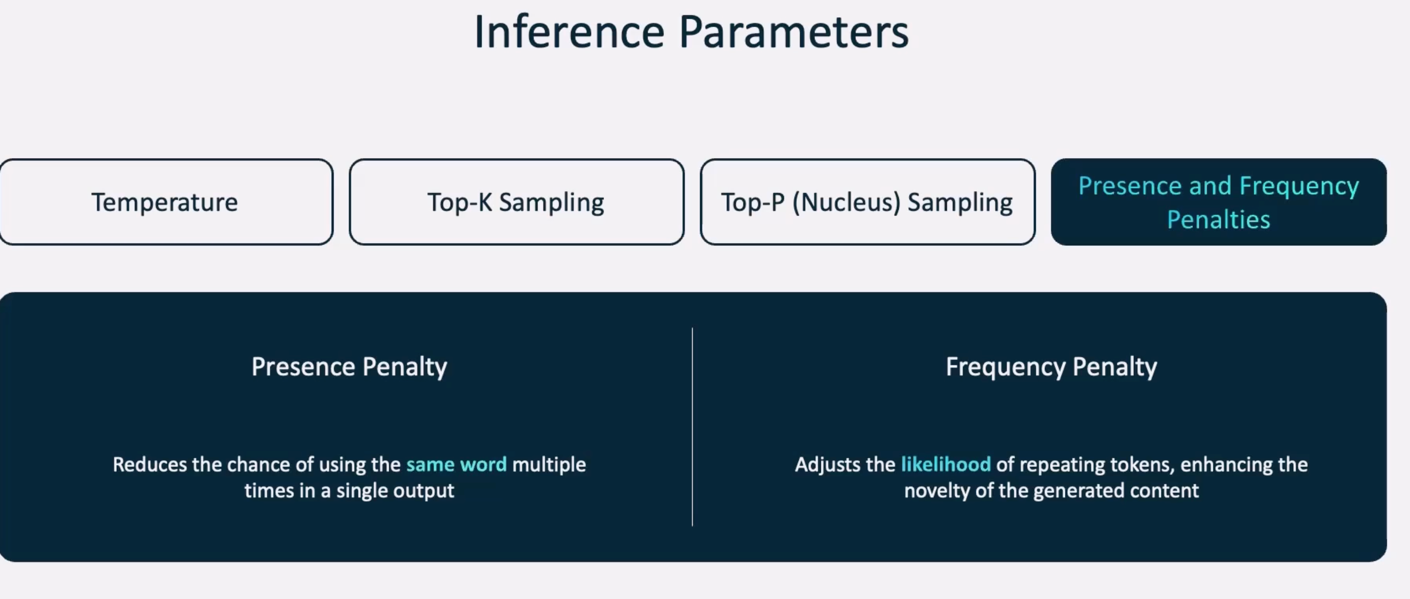 Inference Parameters
Temperature
Top-K Sampling
Top-P (Nucleus) Sampling
Presence and Frequency
Penalties
Presence Penalty
Reduces the chance of using the same word multiple
times in a single output
Frequency Penalty
Adjusts the likelihood of repeating tokens, enhancing the
novelty of the generated content